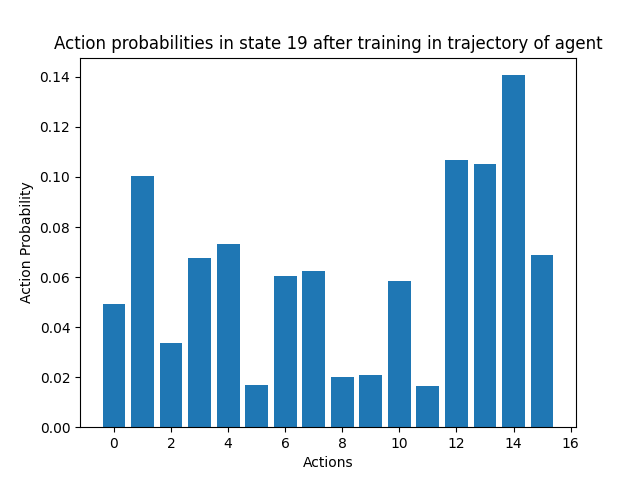 Action probabilities in state 19 after training in trajectory of agent
0.14
0.12
0.10
0.08
0.06
0.04
0.02
0.00
Action Probability
0 2 4 6 8 10 12 14 16
Actions